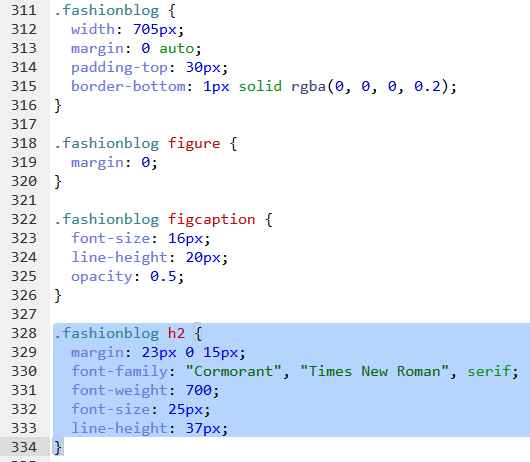 311 .fashionblog {
312   width: 705px;
313   margin: 0 auto;
314   padding-top: 30px;
315   border-bottom: 1px solid rgba(0, 0, 0, 0.2);
316 }
317
318 .fashionblog figure {
319   margin: 0;
320 }
321
322 .fashionblog figcaption {
323   font-size: 16px;
324   line-height: 20px;
325   opacity: 0.5;
326 }
327
328 .fashionblog h2 {
329   margin: 23px 0 15px;
330   font-family: "Cormorant", "Times New Roman", serif;
331   font-weight: 700;
332   font-size: 25px;
333   line-height: 37px;
334 }